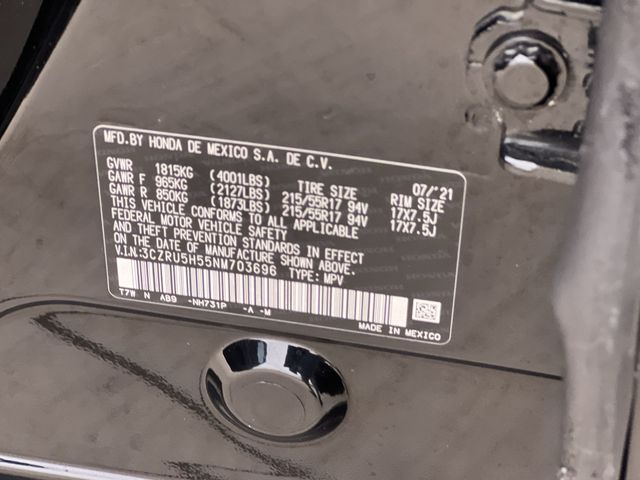 MFD.BY HONDA DE MEXICO S.A. DE C.V.
GVWR 1815KG (4001LBS) 07/'21
GAWR F 965KG (2127LBS) TIRE SIZE RIM SIZE
GAWR R 850KG (1873LBS) 215/55R17 94V 17X7.5J
215/55R17 94V 17X7.5J
THIS VEHICLE CONFORMS TO ALL APPLICABLE
FEDERAL MOTOR VEHICLE SAFETY
AND THEFT PREVENTION STANDARDS IN EFFECT
ON THE DATE OF MANUFACTURE SHOWN ABOVE.
V.I.N.:3CZRU5H55NM703696 TYPE: MPV
T7W N AB9 -NH731P -A -M
MADE IN MEXICO